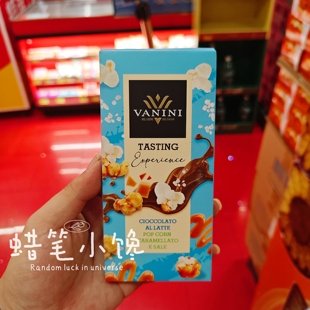 VANINI
TASTING
Experience
CIOCCOLATO
AL LATTE
POP CORN
CARAMELLATO
E SALE
蜡笔小馋
Random luck in universe